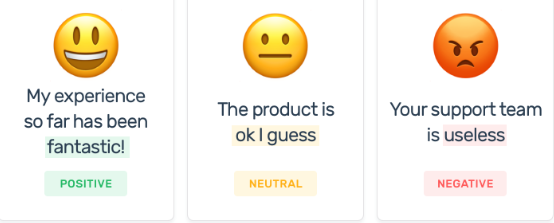 My experience
so far has been
fantastic!
POSITIVE
The product is
ok I guess
NEUTRAL
Your support team
is useless
NEGATIVE